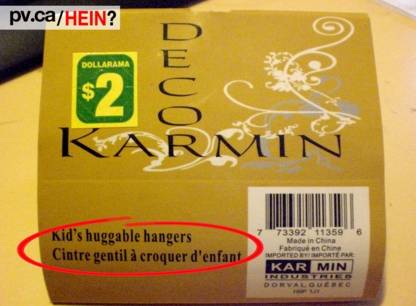 pv.ca/HEIN?
DOLLARAMA
$2
DECO
KARMIN
Kid's huggable hangers
Cintre gentil à croquer d'enfant
7 73392 11359 6
Made in China
Fabriqué en Chine
IMPORTED BY/ IMPORTÉ PAR:
KAR MIN
INDUSTRIES
DORVAL QUÉBEC